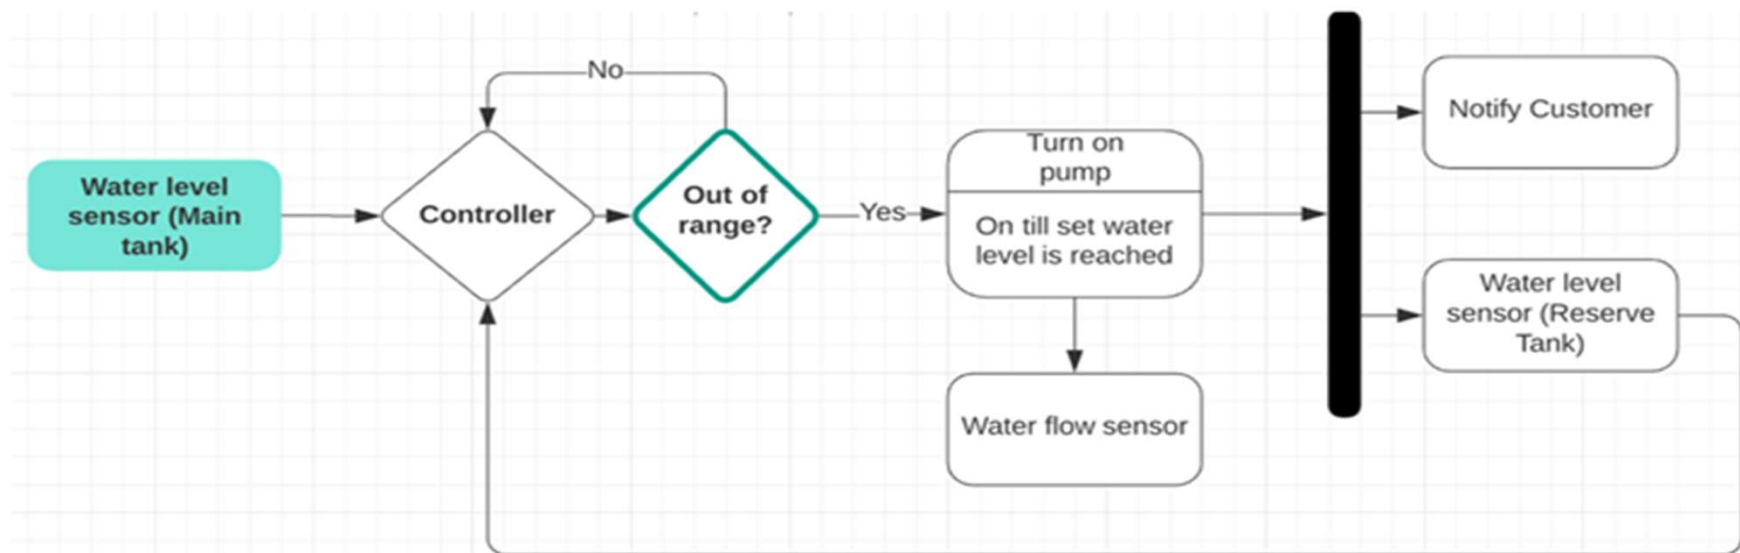 No
Water level
sensor (Main
tank)
Controller
Out of
range?
Yes
Turn on
pump
On till set water
level is reached
Water flow sensor
Notify Customer
Water level
sensor (Reserve
Tank)